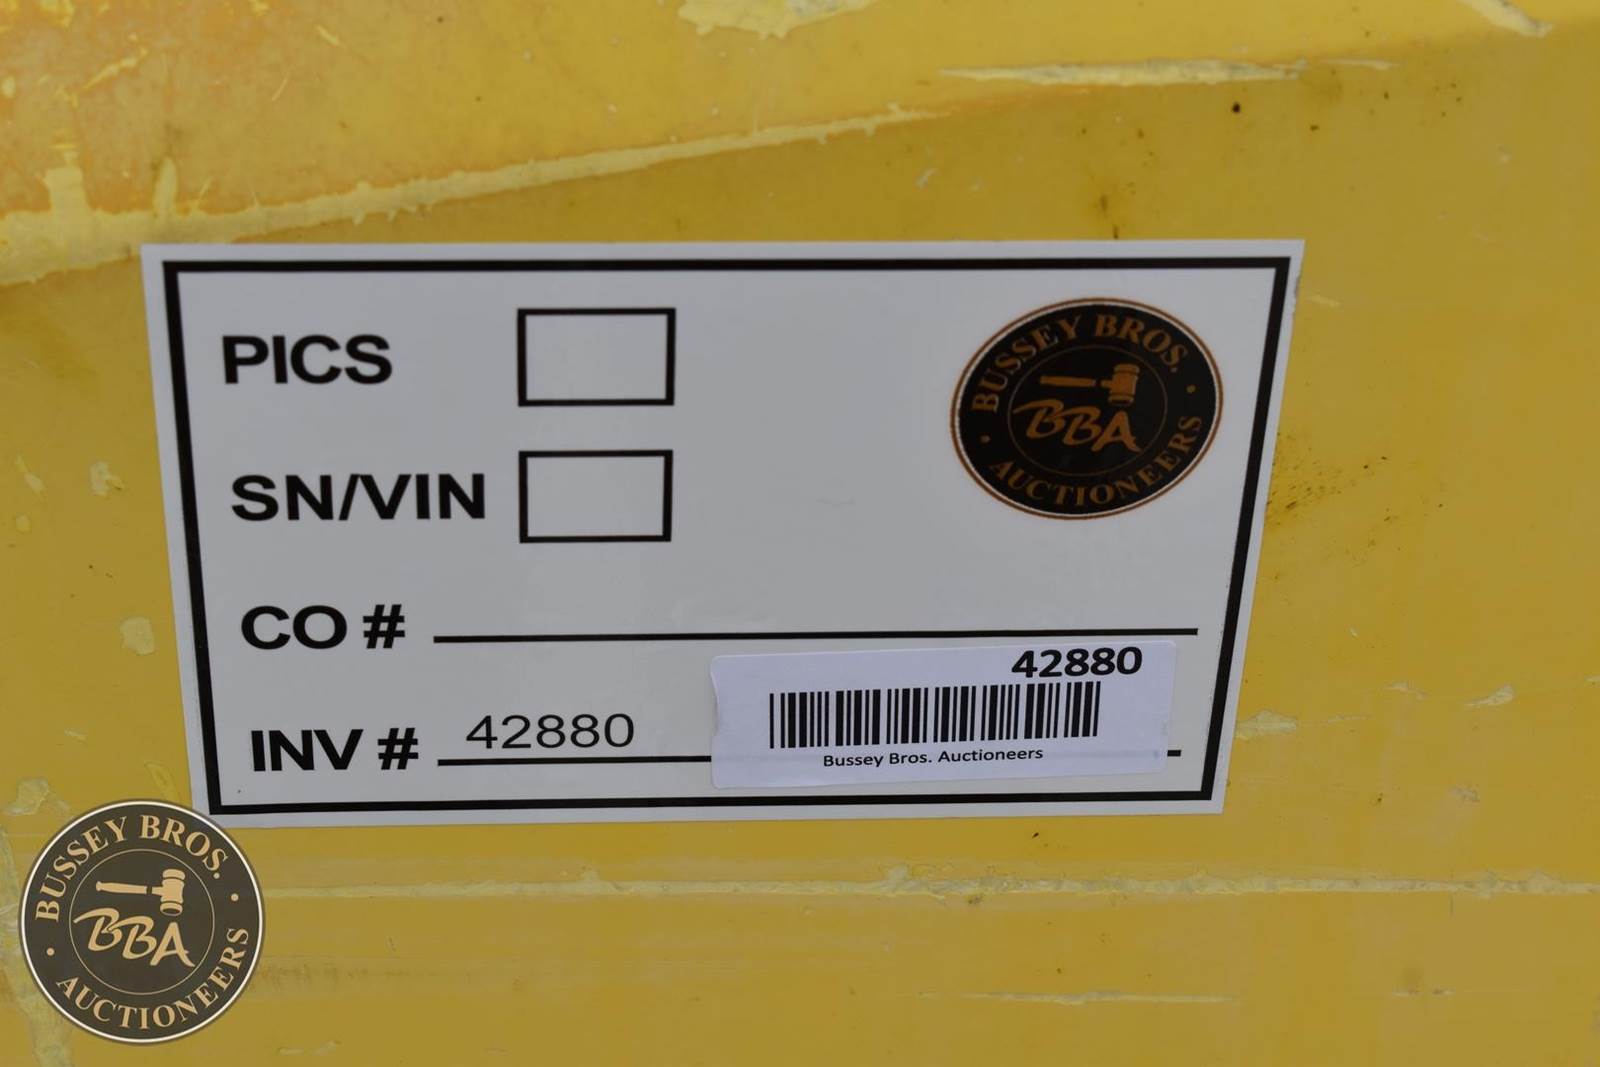 PICS
BUSSEY BROS.
BBA
AUCTIONEERS
SN/VIN
CO #
42880
INV # 42880
Bussey Bros. Auctioneers
BUSSEY BROS.
BBA
AUCTIONEERS